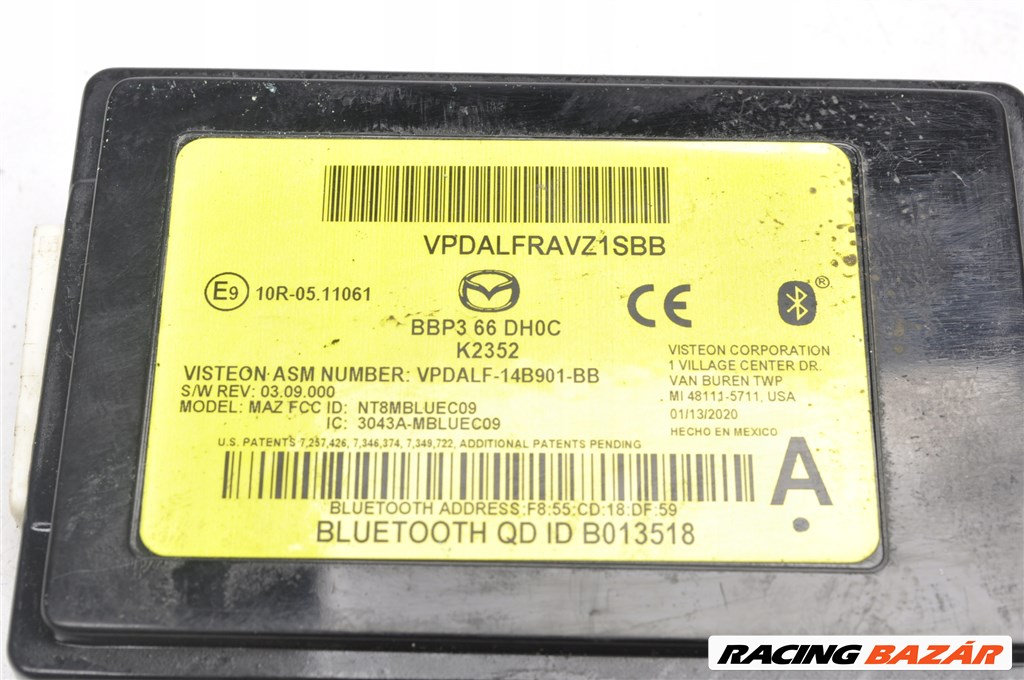 VPDALFRAVZ1SBB
E9 10R-05.11061
CE
®
BBP3 66 DH0C
K2352
VISTEON ASM NUMBER: VPDALF-14B901-BB
S/W REV: 03.09.000
MODEL: MAZ FCC ID: NT8MBLUEC09
IC: 3043A-MBLUEC09
VISTEON CORPORATION
1 VILLAGE CENTER DR.
VAN BUREN TWP
MI 48111-5711, USA
01/13/2020
HECHO EN MEXICO
U.S. PATENTS 7,257,426, 7,346,374, 7,349,722, ADDITIONAL PATENTS PENDING
A
BLUETOOTH ADDRESS:F8:55:CD:18:DF:59
BLUETOOTH QD ID B013518
RACING BAZÁR